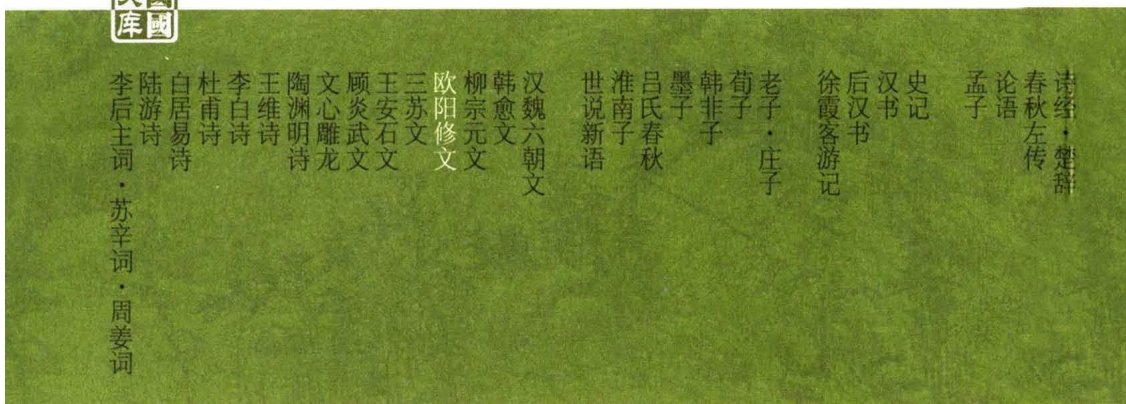 诗经·楚辞
春秋左传
论语
孟子
史记
汉书
后汉书
徐霞客游记
老子·庄子
荀子
韩非子
墨子
吕氏春秋
淮南子
世说新语
汉魏六朝文
韩愈文
柳宗元文
欧阳修文
三苏文
王安石文
顾炎武文
文心雕龙
陶渊明诗
王维诗
李白诗
杜甫诗
白居易诗
陆游诗
李后主词·苏辛词·周姜词
库國